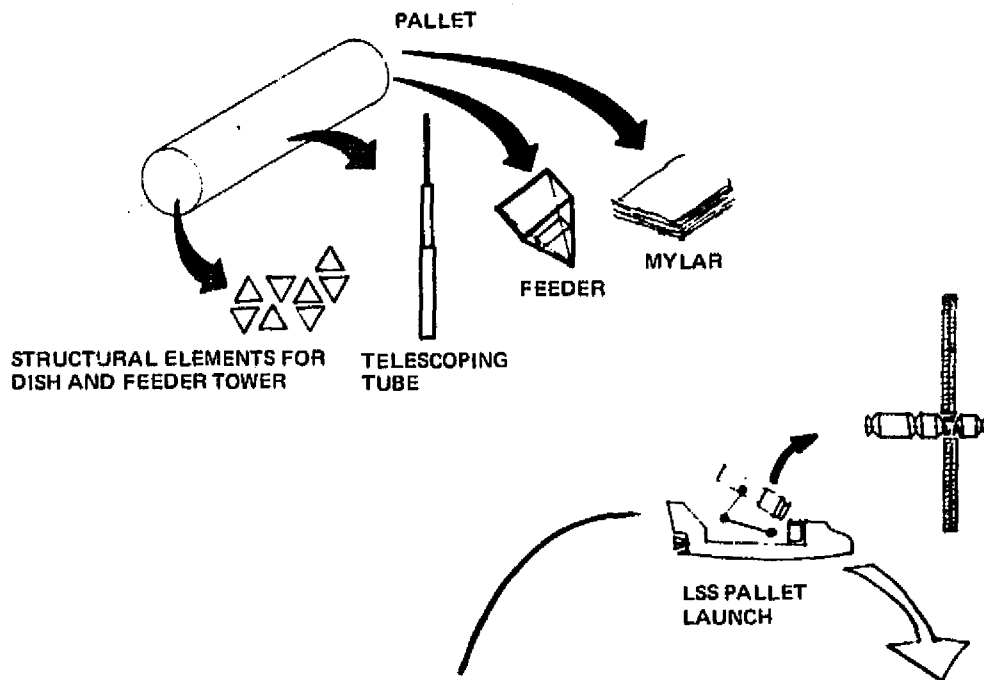 PALLET
MYLAR
FEEDER
STRUCTURAL ELEMENTS FOR
DISH AND FEEDER TOWER
TELESCOPING
TUBE
LSS PALLET
LAUNCH